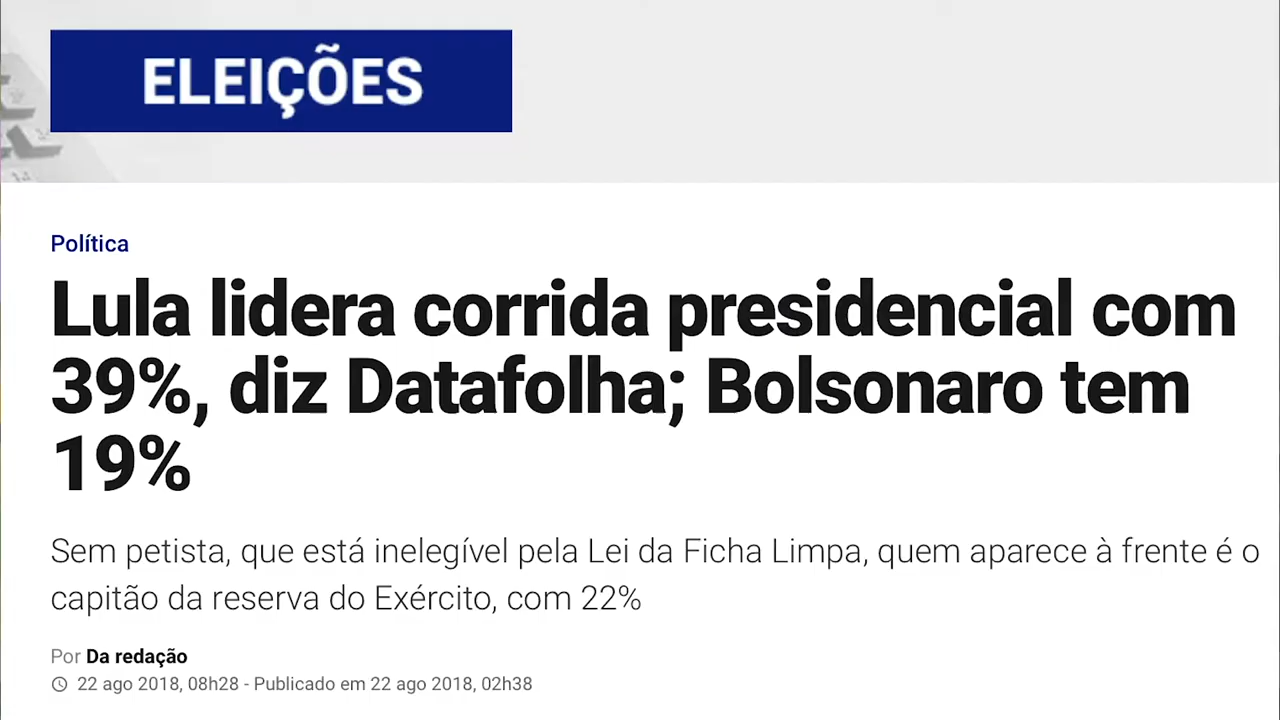 ELEIÇÕES
Política
Lula lidera corrida presidencial com
39%, diz Datafolha; Bolsonaro tem
19%
Sem petista, que está inelegível pela Lei da Ficha Limpa, quem aparece à frente é o
capitão da reserva do Exército, com 22%
Por Da redação
22 ago 2018, 08h28 - Publicado em 22 ago 2018, 02h38